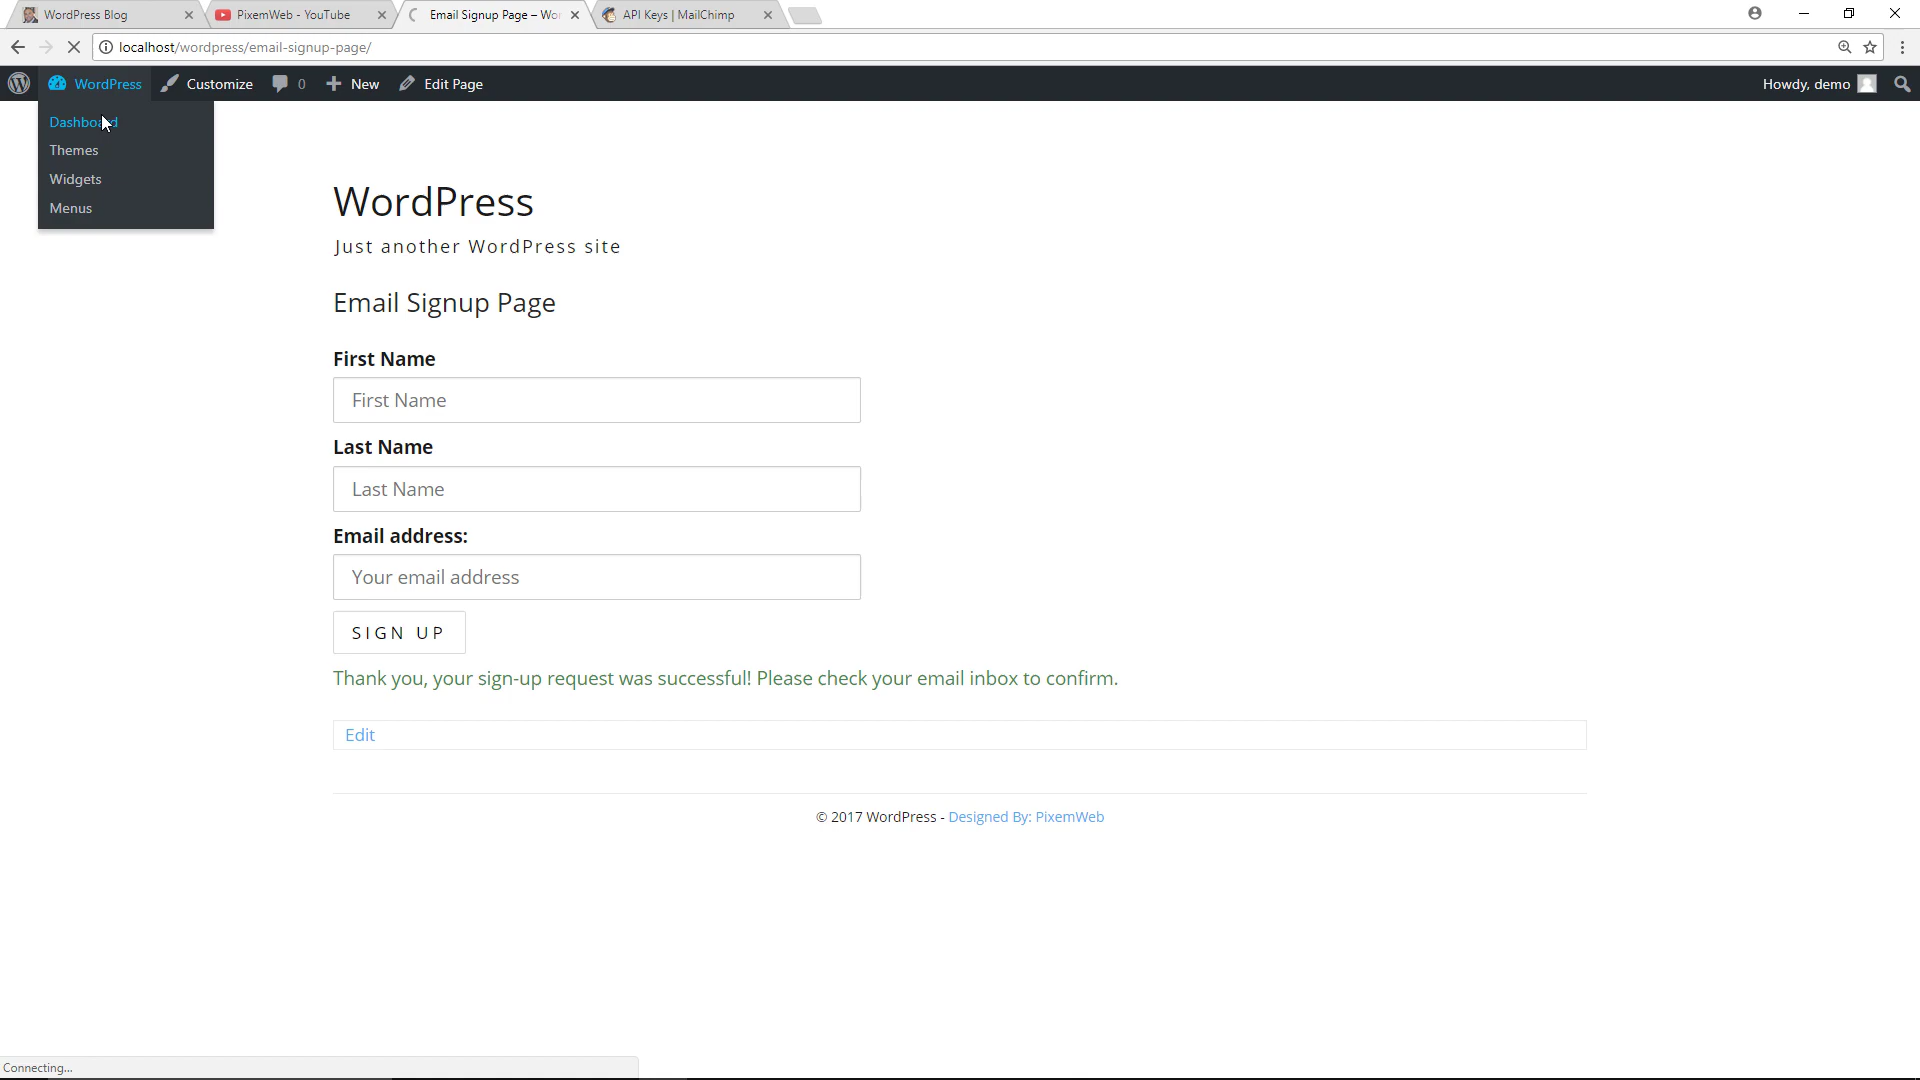 WordPress Blog
PixemWeb - YouTube
Email Signup Page – Wor
API Keys | MailChimp
localhost/wordpress/email-signup-page/
WordPress
Customize
0
New
Edit Page
Howdy, demo
Dashboard
Themes
Widgets
Menus
WordPress
Just another WordPress site
Email Signup Page
First Name
First Name
Last Name
Last Name
Email address:
Your email address
SIGN UP
Thank you, your sign-up request was successful! Please check your email inbox to confirm.
Edit
© 2017 WordPress - Designed By: PixemWeb
Connecting...